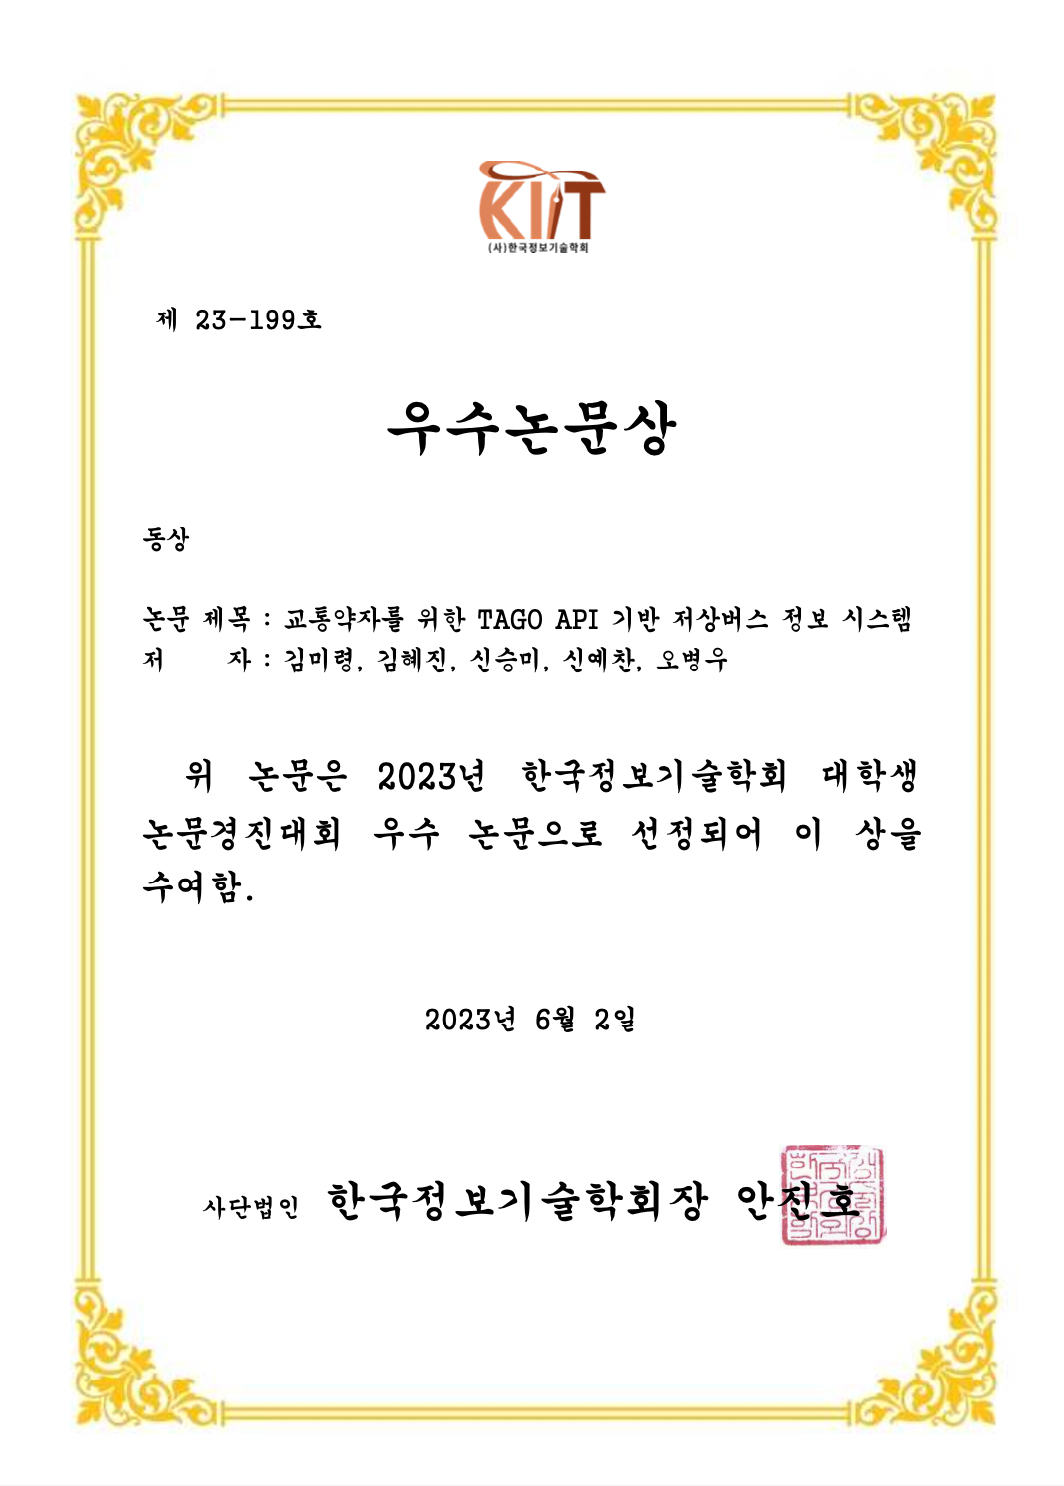 KIIT
(사)한국정보기술학회
제 23-199호
우수논문상
동상
논문 제목 : 교통약자를 위한 TAGO API 기반 저상버스 정보 시스템
저 자 : 김미령, 김혜진, 신승미, 신예찬, 오병우
위 논문은 2023년 한국정보기술학회 대학생
논문경진대회 우수 논문으로 선정되어 이 상을
수여함.
2023년 6월 2일
사단법인 한국정보기술학회장 안진호